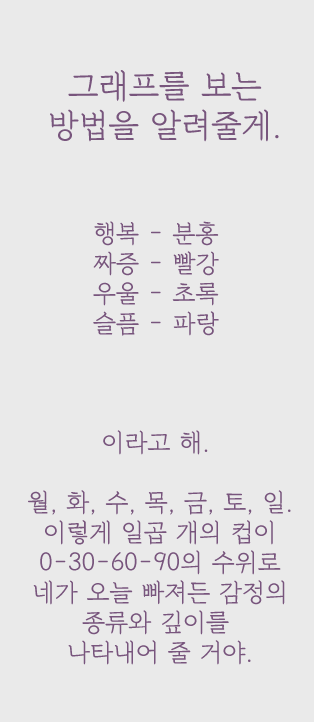 그래프를 보는
방법을 알려줄게.
행복 - 분홍
짜증 - 빨강
우울 - 초록
슬픔 - 파랑
이라고 해.
월, 화, 수, 목, 금, 토, 일.
이렇게 일곱 개의 컵이
0-30-60-90의 수위로
네가 오늘 빠져든 감정의
종류와 깊이를
나타내어 줄 거야.